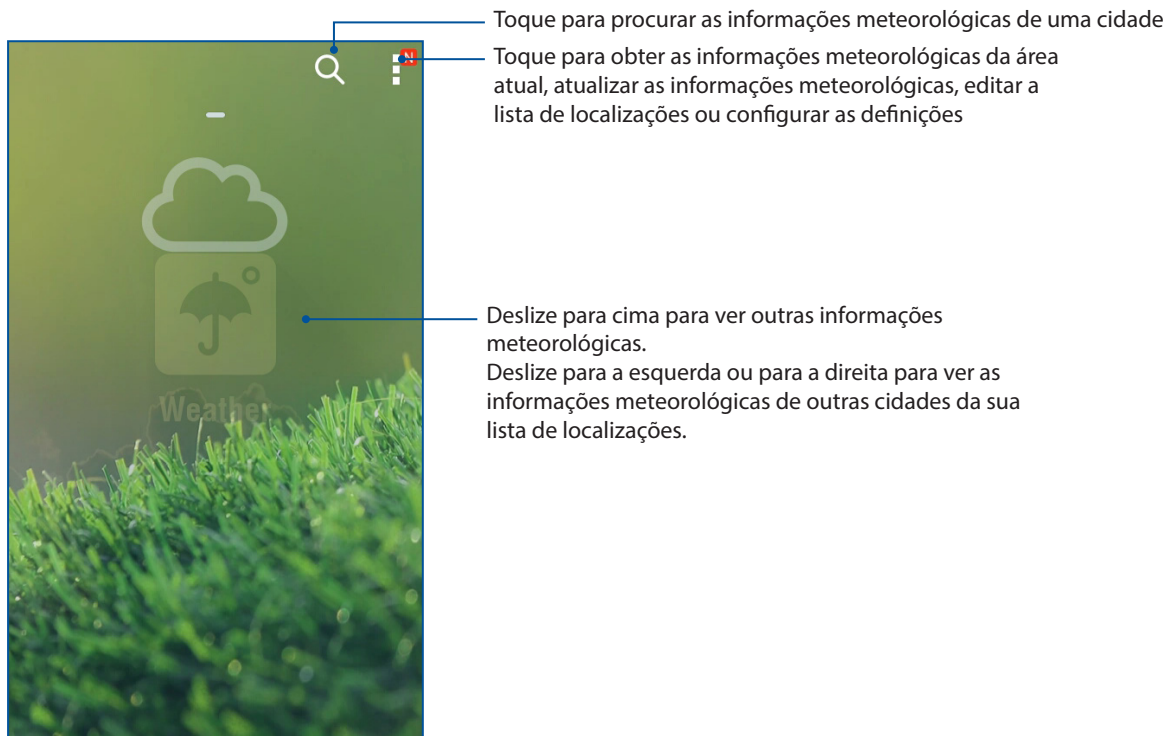 Toque para procurar as informações meteorológicas de uma cidade
Toque para obter as informações meteorológicas da área
atual, atualizar as informações meteorológicas, editar a
lista de localizações ou configurar as definições
N
Weather
Deslize para cima para ver outras informações
meteorológicas.
Deslize para a esquerda ou para a direita para ver as
informações meteorológicas de outras cidades da sua
lista de localizações.